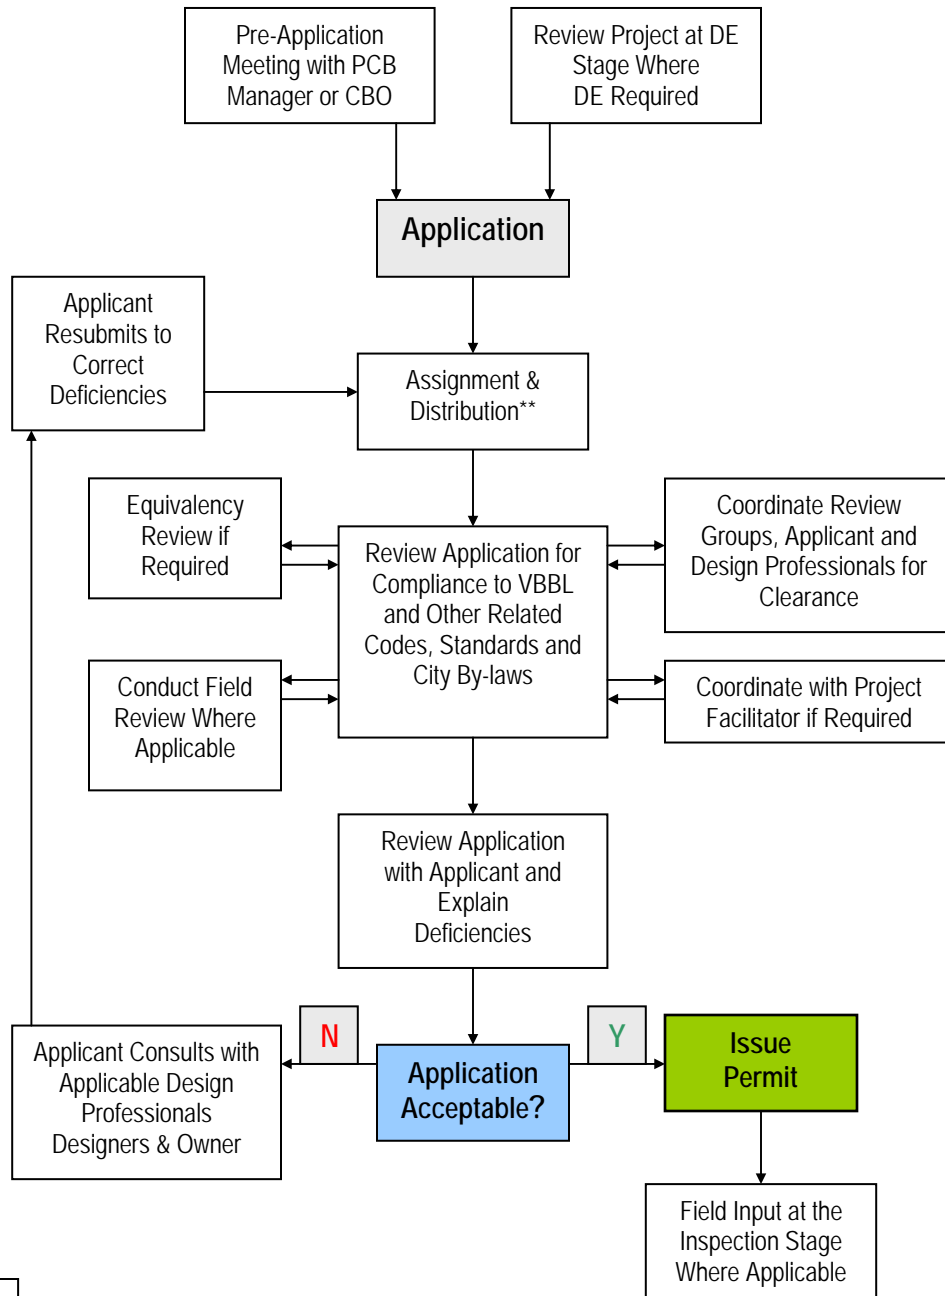 Pre-Application
Meeting with PCB
Manager or CBO
Review Project at DE
Stage Where
DE Required
Application
Applicant
Resubmits to
Correct
Deficiencies
Assignment &
Distribution**
Equivalency
Review if
Required
Review Application for
Compliance to VBBL
and Other Related
Codes, Standards and
City By-laws
Coordinate Review
Groups, Applicant and
Design Professionals for
Clearance
Conduct Field
Review Where
Applicable
Coordinate with Project
Facilitator if Required
Review Application
with Applicant and
Explain
Deficiencies
N
Y
Applicant Consults with
Applicable Design
Professionals
Designers & Owner
Application
Acceptable?
Issue
Permit
Field Input at the
Inspection Stage
Where Applicable